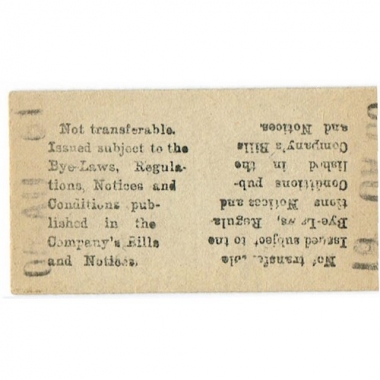 Not transferable.
Issued subject to the
Bye-Laws, Regula-
tions, Notices and
Conditions pub-
lished in the
Company's Bills
and Notices.
Not transferable
Issued subject to the
Bye-Laws, Regula-
tions Notices and
Conditions pub-
lished in the
Company's Bills
and Notices.